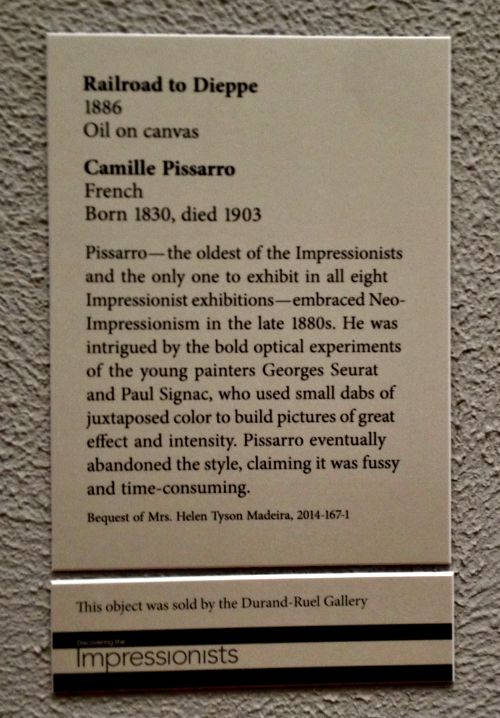 Railroad to Dieppe
1886
Oil on canvas
Camille Pissarro
French
Born 1830, died 1903
Pissarro—the oldest of the Impressionists
and the only one to exhibit in all eight
Impressionist exhibitions—embraced Neo-
Impressionism in the late 1880s. He was
intrigued by the bold optical experiments
of the young painters Georges Seurat
and Paul Signac, who used small dabs of
juxtaposed color to build pictures of great
effect and intensity. Pissarro eventually
abandoned the style, claiming it was fussy
and time-consuming.
Bequest of Mrs. Helen Tyson Madeira, 2014-167-1
This object was sold by the Durand-Ruel Gallery
Discovering the
Impressionists